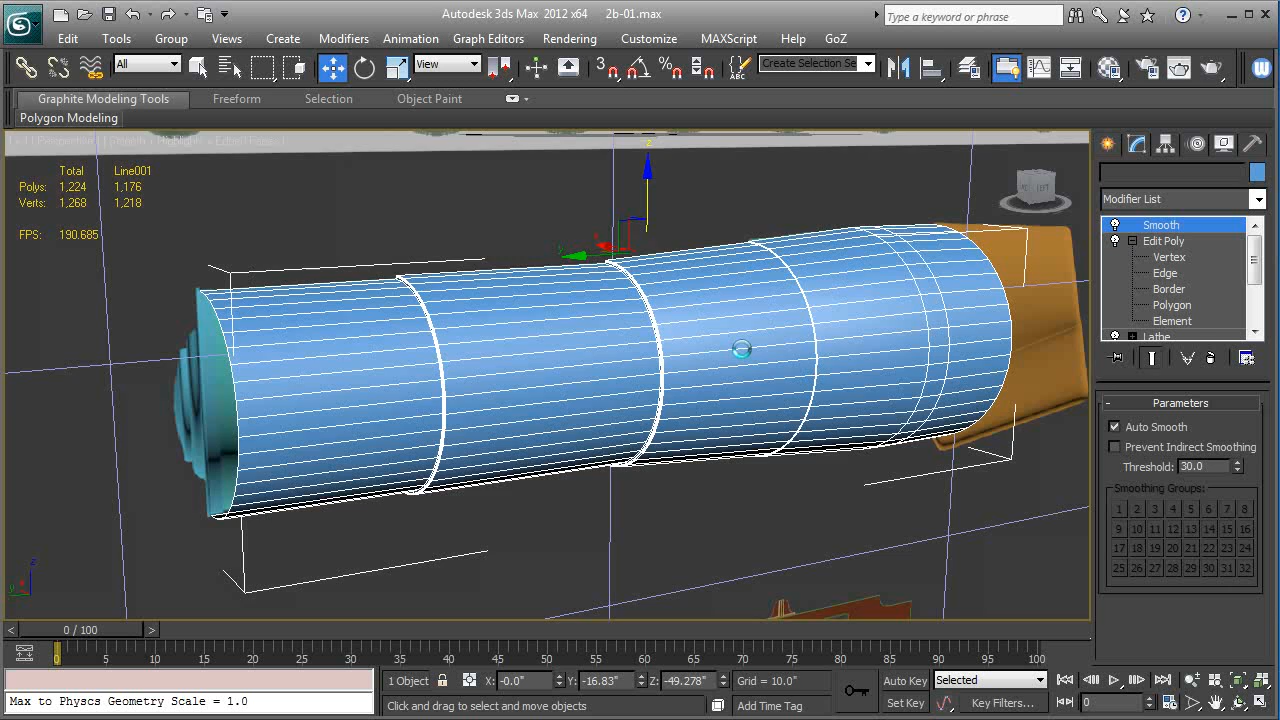 Autodesk 3ds Max 2012 x64 2b-01.max
Type a keyword or phrase
Edit Tools Group Views Create Modifiers Animation Graph Editors Rendering Customize MAXScript Help GoZ
All View 3 Create Selection Se
Graphite Modeling Tools Freeform Selection Object Paint
Polygon Modeling
Total Line001
Polys: 1,224 1,176
Verts: 1,268 1,218
FPS: 190.685
z
y
LEFT
Modifier List
Smooth
Edit Poly
Vertex
Edge
Border
Polygon
Element
Lathe
- Parameters
Auto Smooth
Prevent Indirect Smoothing
Threshold: 30.0
Smoothing Groups:
1 2 3 4 5 6 7 8
9 10 11 12 13 14 15 16
17 18 19 20 21 22 23 24
25 26 27 28 29 30 31 32
z
y
< 0 / 100 >
0 5 10 15 20 25 30 35 40 45 50 55 60 65 70 75 80 85 90 95 100
1 Object X: -0.0" Y: -16.83" Z: -49.278" Grid = 10.0" Auto Key Selected
Max to Physcs Geometry Scale = 1.0
Click and drag to select and move objects Add Time Tag Set Key Key Filters... 0